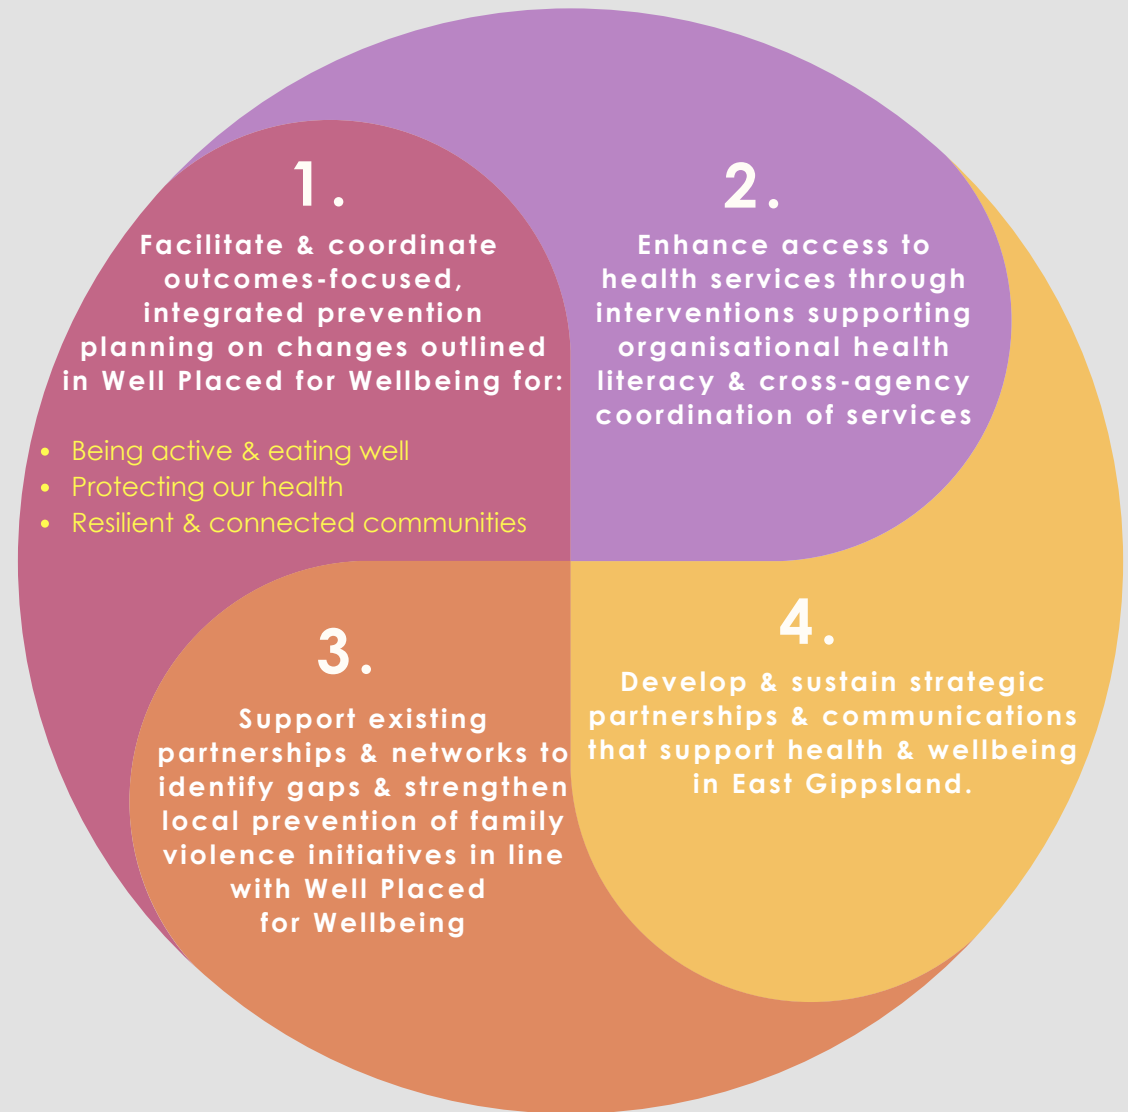 1.
Facilitate & coordinate
outcomes-focused,
integrated prevention
planning on changes outlined
in Well Placed for Wellbeing for:
• Being active & eating well
• Protecting our health
• Resilient & connected communities
2.
Enhance access to
health services through
interventions supporting
organisational health
literacy & cross-agency
coordination of services
3.
Support existing
partnerships & networks to
identify gaps & strengthen
local prevention of family
violence initiatives in line
with Well Placed
for Wellbeing
4.
Develop & sustain strategic
partnerships & communications
that support health & wellbeing
in East Gippsland.